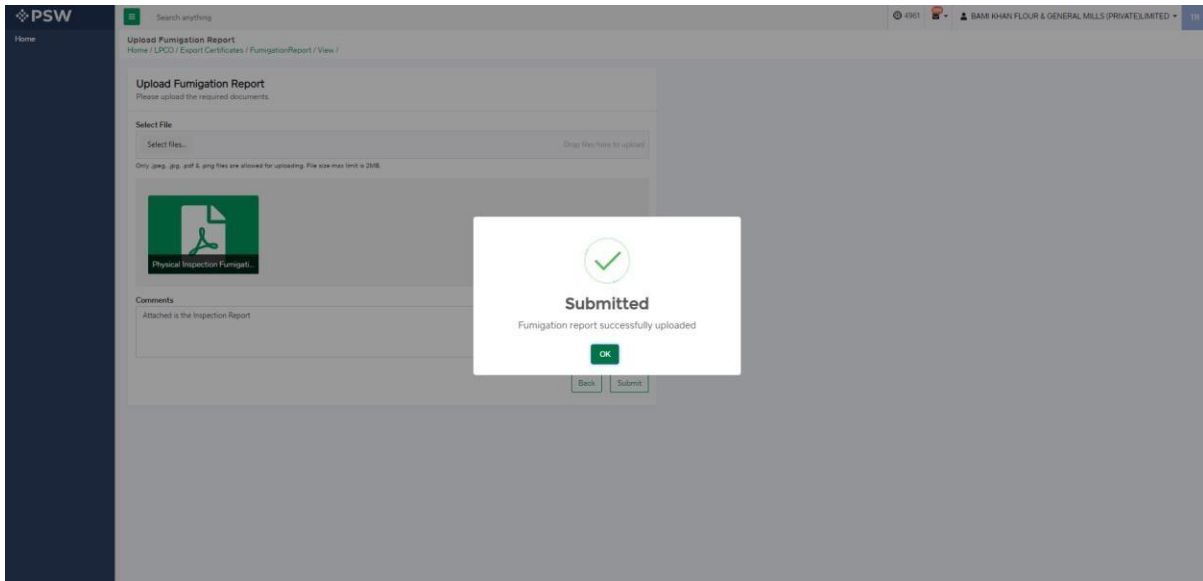 PSW
Search anything
4961
BAMI KHAN FLOUR & GENERAL MILLS (PRIVATE)LIMITED
TR
Home
Upload Fumigation Report
Home / LPCO / Export Certificates / FumigationReport / View /
Upload Fumigation Report
Please upload the required documents.
Select File
Select files...
Drop files here to upload
Only .jpeg, .jpg, .pdf & .png files are allowed for uploading. File size max limit is 2MB.
Physical Inspection Fumigati...
Comments
Attached is the Inspection Report
Submitted
Fumigation report successfully uploaded
OK
Back
Submit